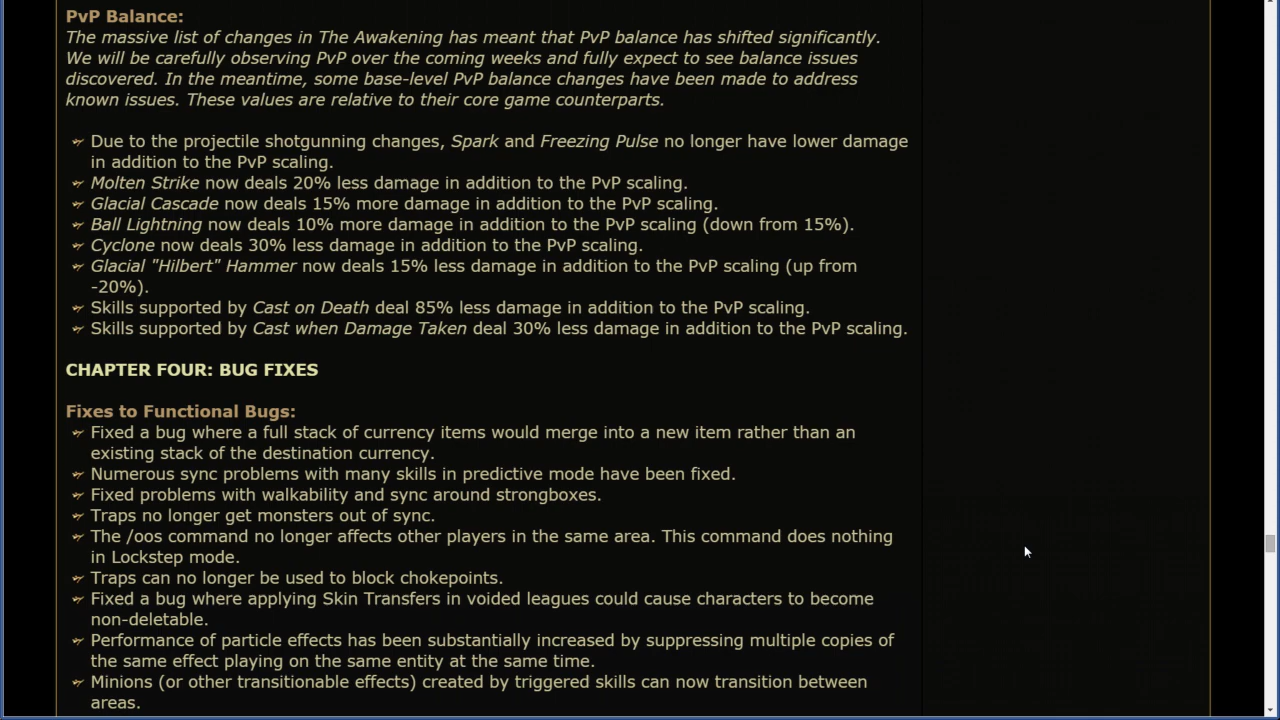 PvP Balance:
The massive list of changes in The Awakening has meant that PvP balance has shifted significantly.
We will be carefully observing PvP over the coming weeks and fully expect to see balance issues
discovered. In the meantime, some base-level PvP balance changes have been made to address
known issues. These values are relative to their core game counterparts.
Due to the projectile shotgunning changes, Spark and Freezing Pulse no longer have lower damage
in addition to the PvP scaling.
Molten Strike now deals 20% less damage in addition to the PvP scaling.
Glacial Cascade now deals 15% more damage in addition to the PvP scaling.
Ball Lightning now deals 10% more damage in addition to the PvP scaling (down from 15%).
Cyclone now deals 30% less damage in addition to the PvP scaling.
Glacial "Hilbert" Hammer now deals 15% less damage in addition to the PvP scaling (up from
-20%).
Skills supported by Cast on Death deal 85% less damage in addition to the PvP scaling.
Skills supported by Cast when Damage Taken deal 30% less damage in addition to the PvP scaling.
CHAPTER FOUR: BUG FIXES
Fixes to Functional Bugs:
Fixed a bug where a full stack of currency items would merge into a new item rather than an
existing stack of the destination currency.
Numerous sync problems with many skills in predictive mode have been fixed.
Fixed problems with walkability and sync around strongboxes.
Traps no longer get monsters out of sync.
The /oos command no longer affects other players in the same area. This command does nothing
in Lockstep mode.
Traps can no longer be used to block chokepoints.
Fixed a bug where applying Skin Transfers in voided leagues could cause characters to become
non-deletable.
Performance of particle effects has been substantially increased by suppressing multiple copies of
the same effect playing on the same entity at the same time.
Minions (or other transitionable effects) created by triggered skills can now transition between
areas.